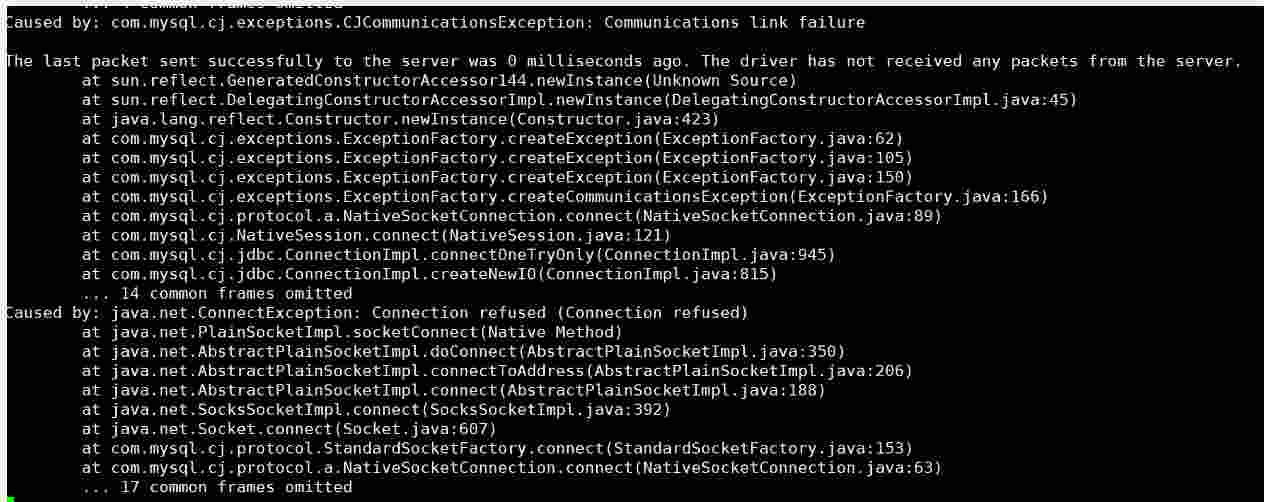 ... 4 common frames omitted
Caused by: com.mysql.cj.exceptions.CJCommunicationsException: Communications link failure
The last packet sent successfully to the server was 0 milliseconds ago. The driver has not received any packets from the server.
at sun.reflect.GeneratedConstructorAccessor144.newInstance(Unknown Source)
at sun.reflect.DelegatingConstructorAccessorImpl.newInstance(DelegatingConstructorAccessorImpl.java:45)
at java.lang.reflect.Constructor.newInstance(Constructor.java:423)
at com.mysql.cj.exceptions.ExceptionFactory.createException(ExceptionFactory.java:62)
at com.mysql.cj.exceptions.ExceptionFactory.createException(ExceptionFactory.java:105)
at com.mysql.cj.exceptions.ExceptionFactory.createException(ExceptionFactory.java:150)
at com.mysql.cj.exceptions.ExceptionFactory.createCommunicationsException(ExceptionFactory.java:166)
at com.mysql.cj.protocol.a.NativeSocketConnection.connect(NativeSocketConnection.java:89)
at com.mysql.cj.NativeSession.connect(NativeSession.java:121)
at com.mysql.cj.jdbc.ConnectionImpl.connectOneTryOnly(ConnectionImpl.java:945)
at com.mysql.cj.jdbc.ConnectionImpl.createNewIO(ConnectionImpl.java:815)
... 14 common frames omitted
Caused by: java.net.ConnectException: Connection refused (Connection refused)
at java.net.PlainSocketImpl.socketConnect(Native Method)
at java.net.AbstractPlainSocketImpl.doConnect(AbstractPlainSocketImpl.java:350)
at java.net.AbstractPlainSocketImpl.connectToAddress(AbstractPlainSocketImpl.java:206)
at java.net.AbstractPlainSocketImpl.connect(AbstractPlainSocketImpl.java:188)
at java.net.SocksSocketImpl.connect(SocksSocketImpl.java:392)
at java.net.Socket.connect(Socket.java:607)
at com.mysql.cj.protocol.StandardSocketFactory.connect(StandardSocketFactory.java:153)
at com.mysql.cj.protocol.a.NativeSocketConnection.connect(NativeSocketConnection.java:63)
... 17 common frames omitted